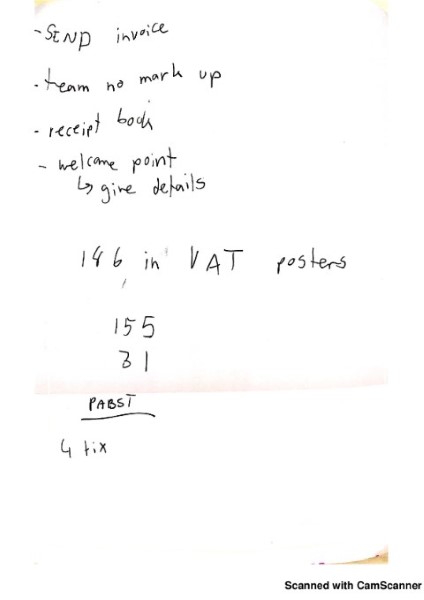 - SEND invoice
- team no mark up
- receipt book
- welcome point
↳ give details
146 in VAT posters
155
31
PABST
4 tix
Scanned with CamScanner